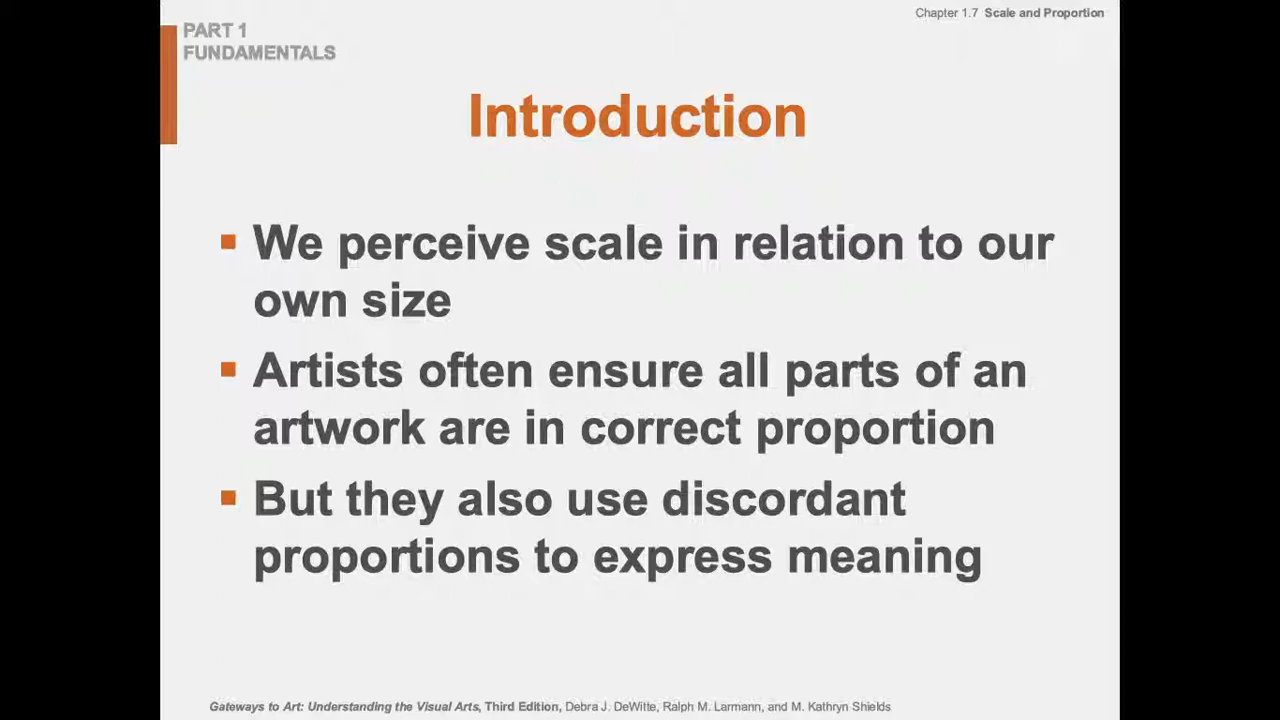 Chapter 1.7 Scale and Proportion
PART 1
FUNDAMENTALS
Introduction
We perceive scale in relation to our
own size
Artists often ensure all parts of an
artwork are in correct proportion
But they also use discordant
proportions to express meaning
Gateways to Art: Understanding the Visual Arts, Third Edition, Debra J. DeWitte, Ralph M. Larmann, and M. Kathryn Shields